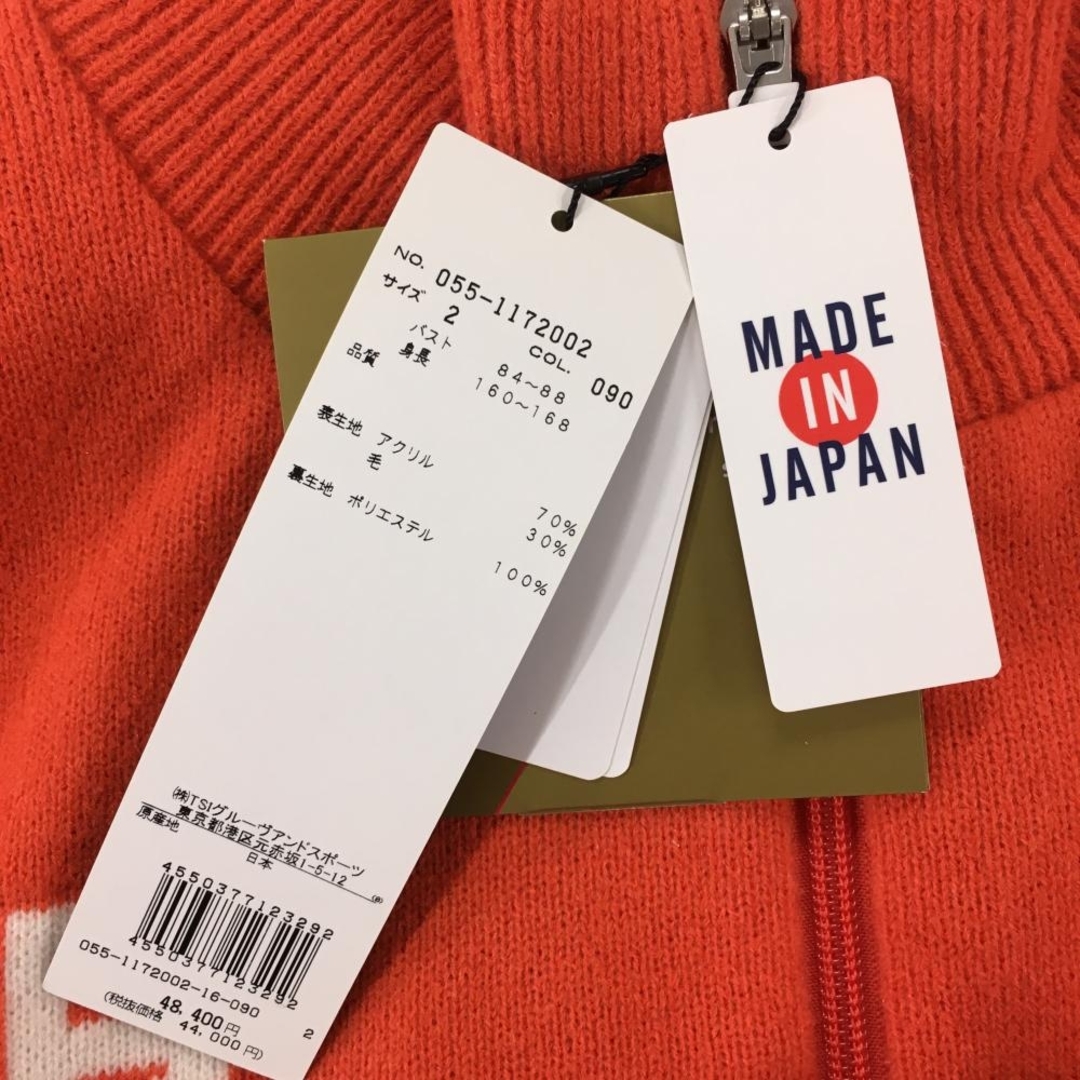 NO. 055-1172002
サイズ 2 COL. 090
バスト 84~88
身長 160~168
品質
表生地 アクリル 70%
毛 30%
裏生地 ポリエステル 100%
㈱TSIグルーヴアンドスポーツ
東京都港区元赤坂1-5-12
原産地 日本
4550377123292
4550377123292
055-1172002-16-090 2
48,400円
(税抜価格 44,000円)
MADE
IN
JAPAN